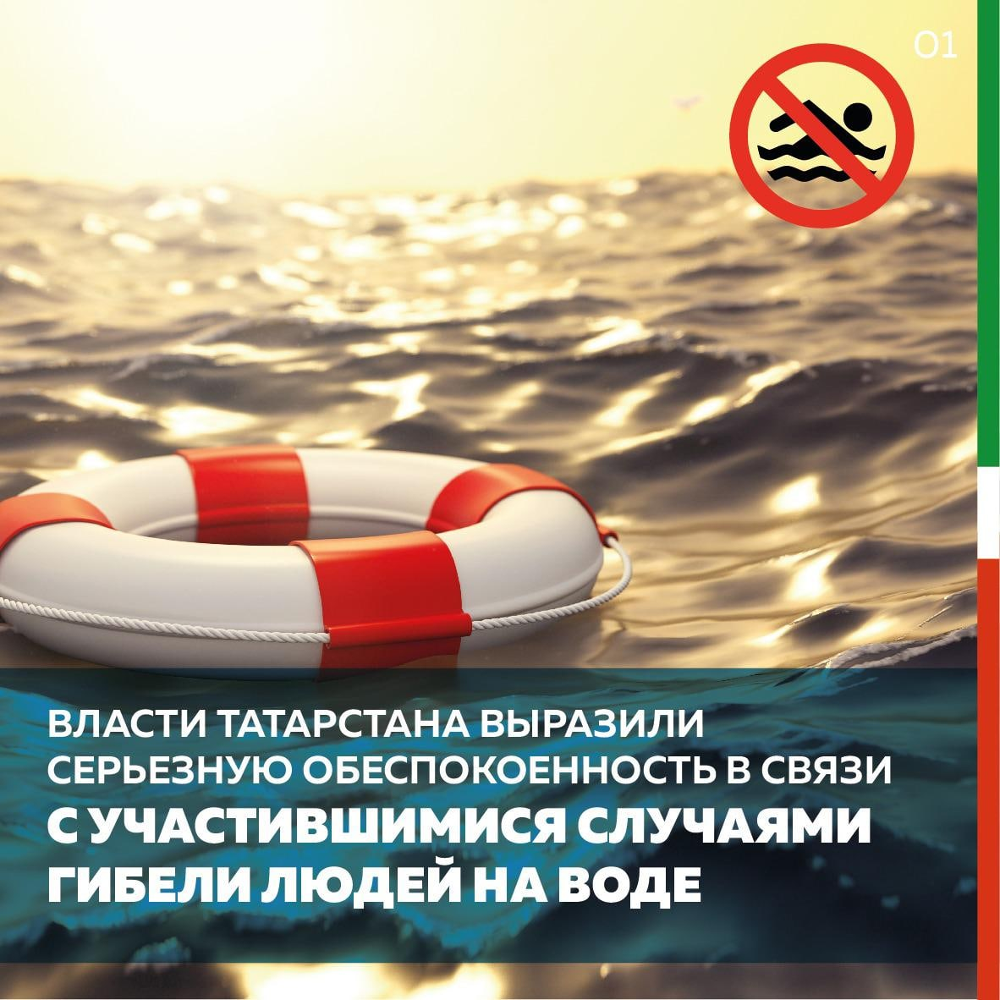 01
ВЛАСТИ ТАТАРСТАНА ВЫРАЗИЛИ
СЕРЬЕЗНУЮ ОБЕСПОКОЕННОСТЬ В СВЯЗИ
С УЧАСТИВШИМИСЯ СЛУЧАЯМИ
ГИБЕЛИ ЛЮДЕЙ НА ВОДЕ